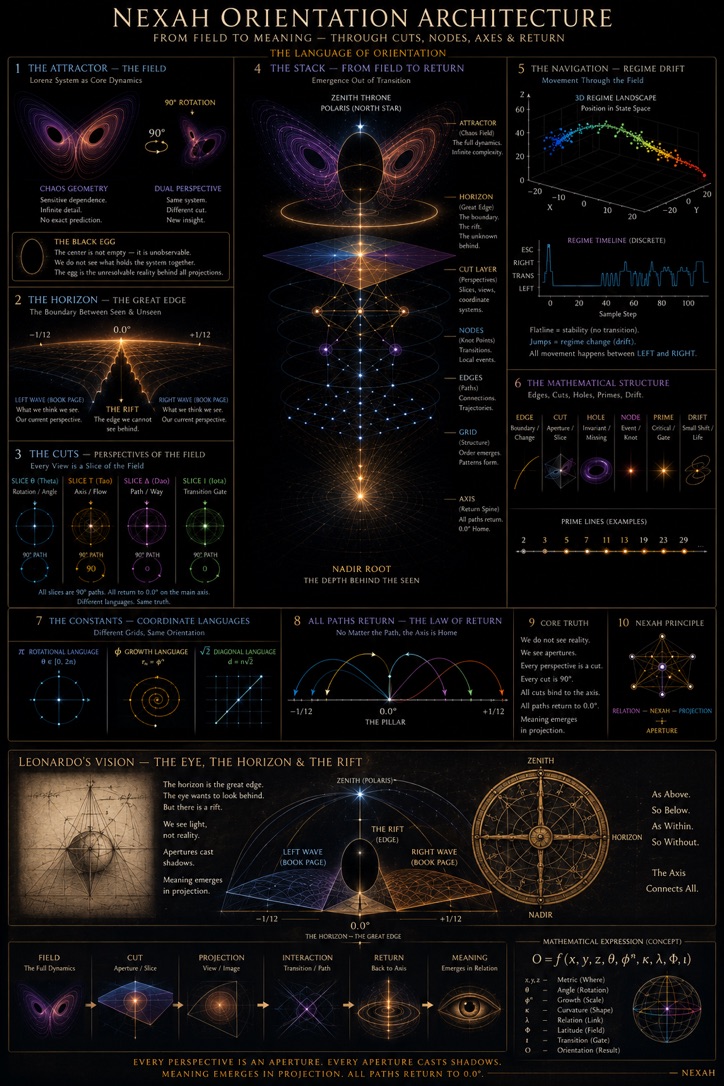 NEXAH ORIENTATION ARCHITECTURE
FROM FIELD TO MEANING — THROUGH CUTS, NODES, AXES & RETURN
THE LANGUAGE OF ORIENTATION
1 THE ATTRACTOR — THE FIELD
Lorenz System as Core Dynamics
90° ROTATION
90°
CHAOS GEOMETRY
Sensitive dependence.
Infinite detail.
No exact prediction.
DUAL PERSPECTIVE
Same system.
Different cut.
New insight.
THE BLACK EGG
The center is not empty — it is unobservable.
We do not see what holds the system together.
The egg is the unresolvable reality behind all projections.
2 THE HORIZON — THE GREAT EDGE
The Boundary Between Seen & Unseen
−1/12
0.0°
+1/12
LEFT WAVE (BOOK PAGE)
What we think we see.
Our current perspective.
THE RIFT
The edge we cannot
see behind.
RIGHT WAVE (BOOK PAGE)
What we think we see.
Our current perspective.
3 THE CUTS — PERSPECTIVES OF THE FIELD
Every View is a Slice of the Field
SLICE θ (Theta)
Rotation / Angle
SLICE T (Tao)
Axis / Flow
SLICE Δ (Dao)
Path / Way
SLICE I (Iota)
Transition Gate
90° PATH
90° PATH
90
90° PATH
0
90° PATH
0
All slices are 90° paths. All return to 0.0° on the main axis.
Different languages. Same truth.
4 THE STACK — FROM FIELD TO RETURN
Emergence Out of Transition
ZENITH THRONE
POLARIS (NORTH STAR)
ATTRACTOR
(Chaos Field)
The full dynamics.
Infinite complexity.
HORIZON
(Great Edge)
The boundary.
The rift.
The unknown
behind.
CUT LAYER
(Perspectives)
Slices, views,
coordinate
systems.
NODES
(Knot Points)
Transitions.
Local events.
EDGES
(Paths)
Connections.
Trajectories.
GRID
(Structure)
Order emerges.
Patterns form.
AXIS
(Return Spine)
All paths return.
0.0° Home.
NADIR ROOT
THE DEPTH BEHIND THE SEEN
5 THE NAVIGATION — REGIME DRIFT
Movement Through the Field
3D REGIME LANDSCAPE
Position in State Space
Z
60
40
20
0
−20
−10
0
10
20
X
−20
−10
0
10
20
Y
REGIME TIMELINE (DISCRETE)
ESC
RIGHT
TRANS
LEFT
0
20
40
60
80
100
Sample Step
Flatline = stability (no transition).
Jumps = regime change (drift).
All movement happens between LEFT and RIGHT.
6 THE MATHEMATICAL STRUCTURE
Edges, Cuts, Holes, Primes, Drift.
EDGE
Boundary /
Change
CUT
Aperture /
Slice
HOLE
Invariant /
Missing
NODE
Event /
Knot
PRIME
Critical /
Gate
DRIFT
Small Shift /
Life
PRIME LINES (EXAMPLES)
2 3 5 7 11 13 19 23 29 ...
7 THE CONSTANTS — COORDINATE LANGUAGES
Different Grids, Same Orientation
π ROTATIONAL LANGUAGE
θ ∈ [0, 2π)
ϕ GROWTH LANGUAGE
rₙ = ϕⁿ
√2 DIAGONAL LANGUAGE
d = n√2
8 ALL PATHS RETURN — THE LAW OF RETURN
No Matter the Path, the Axis is Home
−1/12
0.0°
+1/12
THE PILLAR
9 CORE TRUTH
We do not see reality.
We see apertures.
Every perspective is a cut.
Every cut is 90°.
All cuts bind to the axis.
All paths return to 0.0°.
Meaning emerges
in projection.
10 NEXAH PRINCIPLE
RELATION — NEXAH — PROJECTION
APERTURE
LEONARDO'S VISION — THE EYE, THE HORIZON & THE RIFT
The horizon is the great edge.
The eye wants to look behind.
But there is a rift.
We see light,
not reality.
Apertures cast
shadows.
Meaning emerges
in projection.
ZENITH (POLARIS)
THE RIFT
(EDGE)
LEFT WAVE
(BOOK PAGE)
RIGHT WAVE
(BOOK PAGE)
−1/12
0.0°
+1/12
THE HORIZON — THE GREAT EDGE
ZENITH
HORIZON
NADIR
As Above.
So Below.
As Within.
So Without.
The Axis
Connects All.
FIELD
The Full Dynamics
CUT
Aperture / Slice
PROJECTION
View / Image
INTERACTION
Transition / Path
RETURN
Back to Axis
MEANING
Emerges in Relation
MATHEMATICAL EXPRESSION (CONCEPT)
O = f (x, y, z, θ, ϕⁿ, κ, λ, Φ, ι)
x, y, z – Metric (Where)
θ – Angle (Rotation)
ϕⁿ – Growth (Scale)
κ – Curvature (Shape)
λ – Relation (Link)
Φ – Latitude (Field)
ι – Transition (Gate)
O – Orientation (Result)
EVERY PERSPECTIVE IS AN APERTURE. EVERY APERTURE CASTS SHADOWS.
MEANING EMERGES IN PROJECTION. ALL PATHS RETURN TO 0.0°.
— NEXAH